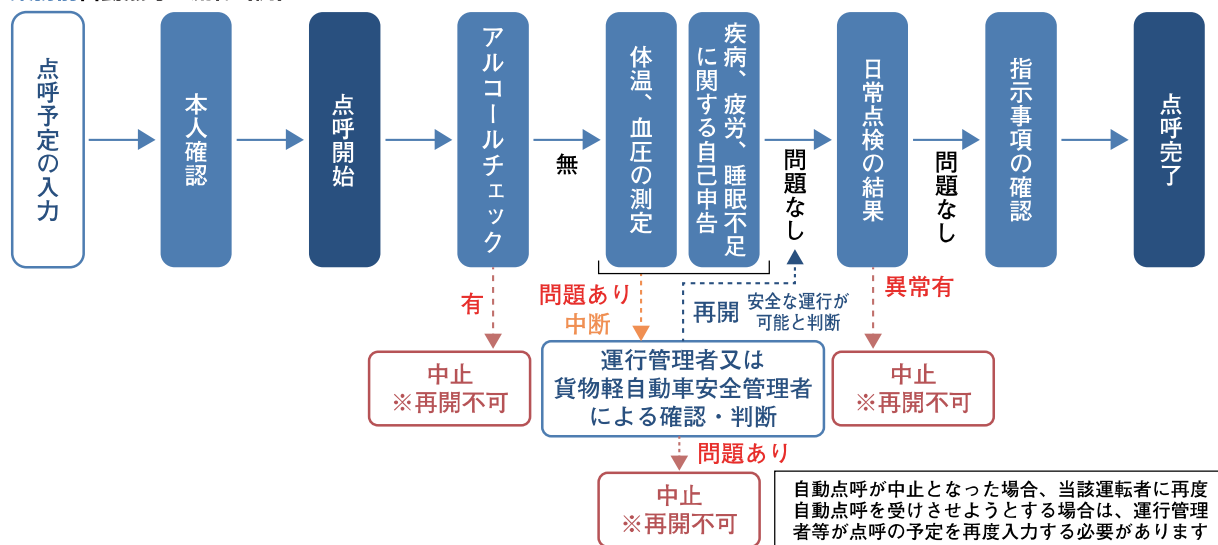 点呼予定の入力
本人確認
点呼開始
アルコールチェック
無
体温、血圧の測定
疾病、疲労、睡眠不足
に関する自己申告
問題なし
日常点検の結果
問題なし
指示事項の確認
点呼完了
有
中止
※再開不可
問題あり
中断
再開
安全な運行が
可能と判断
運行管理者又は
貨物軽自動車安全管理者
による確認・判断
異常有
中止
※再開不可
問題あり
中止
※再開不可
自動点呼が中止となった場合、当該運転者に再度
自動点呼を受けさせようとする場合は、運行管理
者等が点呼の予定を再度入力する必要があります